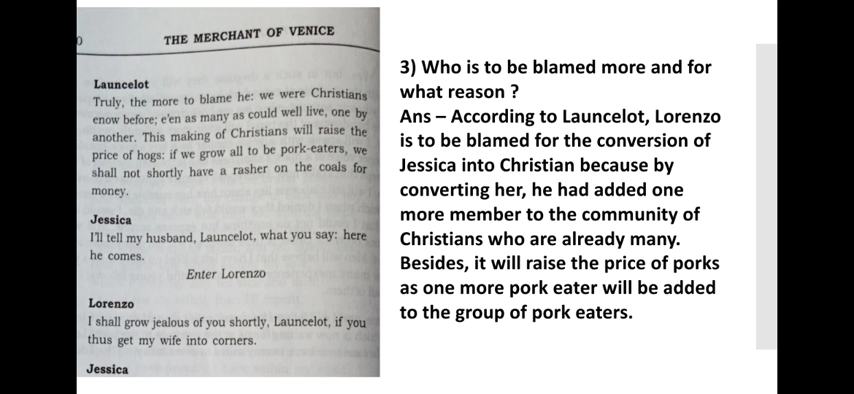 0 THE MERCHANT OF VENICE
Launcelot
Truly, the more to blame he: we were Christians
enow before; e'en as many as could well live, one by
another. This making of Christians will raise the
price of hogs: if we grow all to be pork-eaters, we
shall not shortly have a rasher on the coals for
money.
Jessica
I'll tell my husband, Launcelot, what you say: here
he comes.
Enter Lorenzo
Lorenzo
I shall grow jealous of you shortly, Launcelot, if you
thus get my wife into corners.
Jessica
3) Who is to be blamed more and for
what reason ?
Ans – According to Launcelot, Lorenzo
is to be blamed for the conversion of
Jessica into Christian because by
converting her, he had added one
more member to the community of
Christians who are already many.
Besides, it will raise the price of porks
as one more pork eater will be added
to the group of pork eaters.